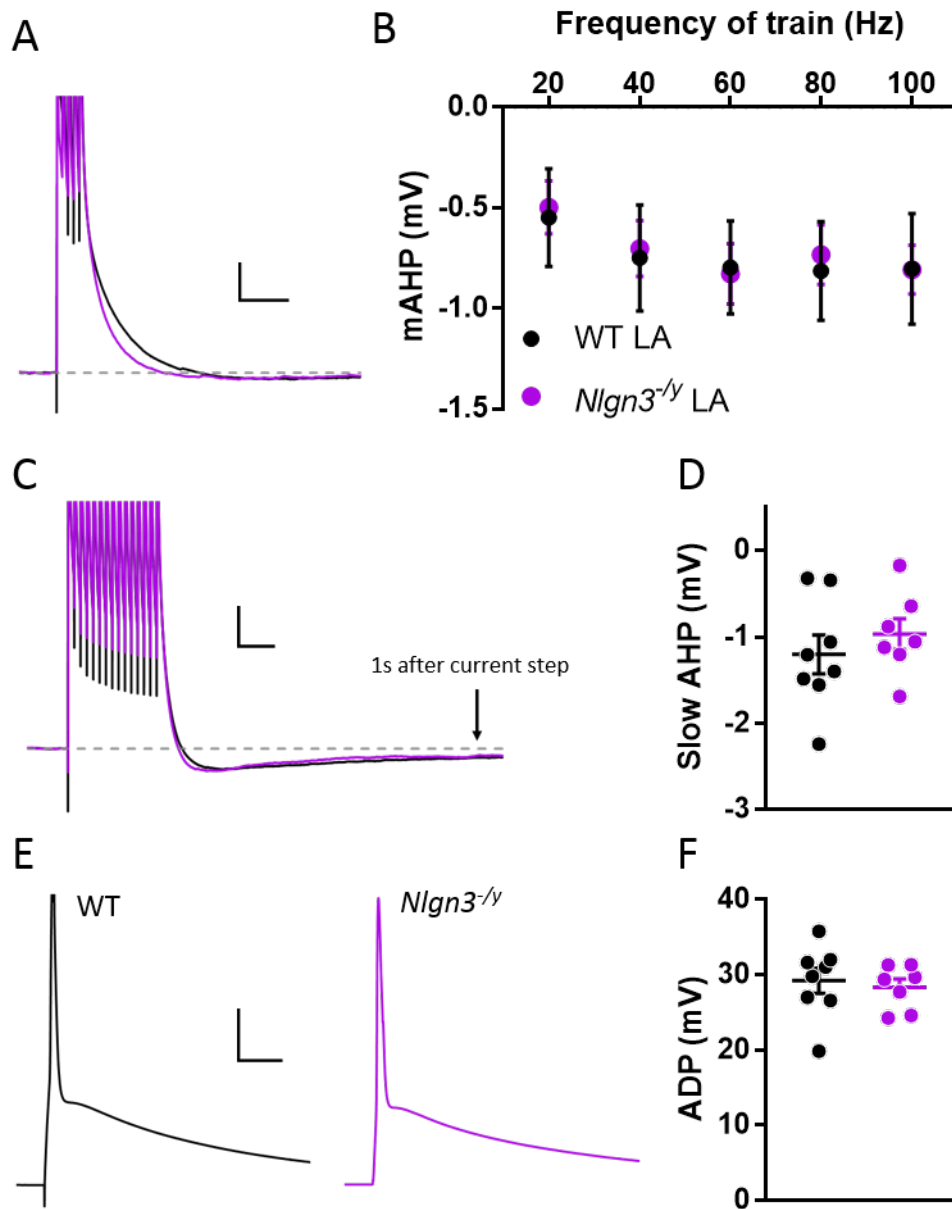 A
B
Frequency of train (Hz)
20 40 60 80 100
0.0
-0.5
-1.0
-1.5
mAHP (mV)
WT LA
Nlgn3-/y LA
C
1s after current step
D
0
-1
-2
-3
Slow AHP (mV)
E
WT
Nlgn3-/y
F
40
30
20
10
0
ADP (mV)